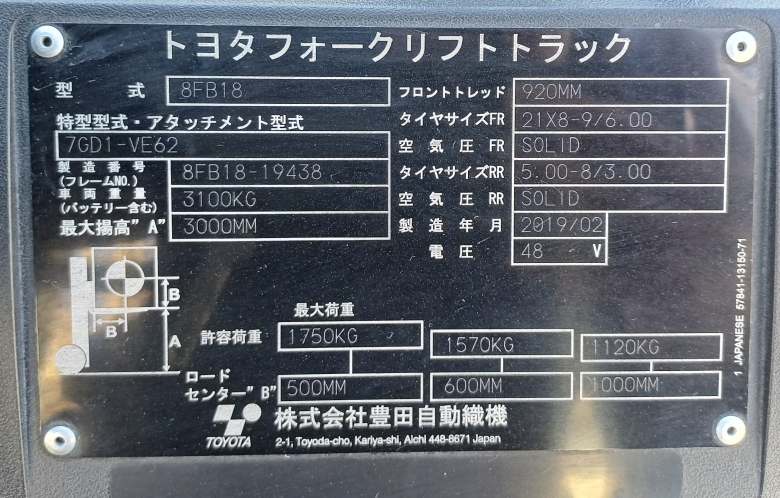 トヨタフォークリフトトラック
型 式 8FB18 フロントトレッド 920MM
特型型式・アタッチメント型式 タイヤサイズFR 21X8-9/6.00
7GD1-VE62 空気圧FR SOLID
製造番号 (フレームNO.) 8FB18-19438 タイヤサイズRR 5.00-8/3.00
車両重量 (バッテリー含む) 3100KG 空気圧RR SOLID
最大揚高"A" 3000MM 製造年月 2019/02
電圧 48 V
B
B
A
最大荷重
許容荷重 1750KG 1570KG 1120KG
ロードセンター"B" 500MM 600MM 1000MM
TOYOTA 株式会社豊田自動織機
2-1, Toyoda-cho, Kariya-shi, Aichi 448-8671 Japan
1 JAPANESE 57841-13150-71